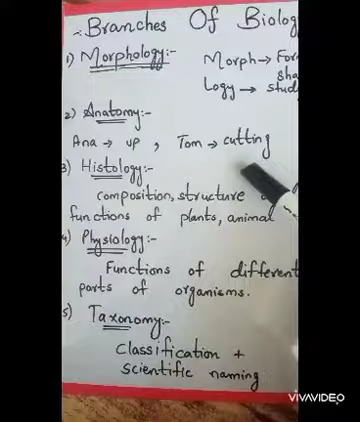 Branches Of Biolog
1) Morphology:- Morph → For
sha
Logy → stud
2) Anatomy:-
Ana → up , Tom → cutting
3) Histology:-
composition, structure
functions of plants, animal
4) Physiology:-
Functions of different
parts of organisms.
5) Taxonomy:-
Classification +
scientific naming
VIVAVIDEO